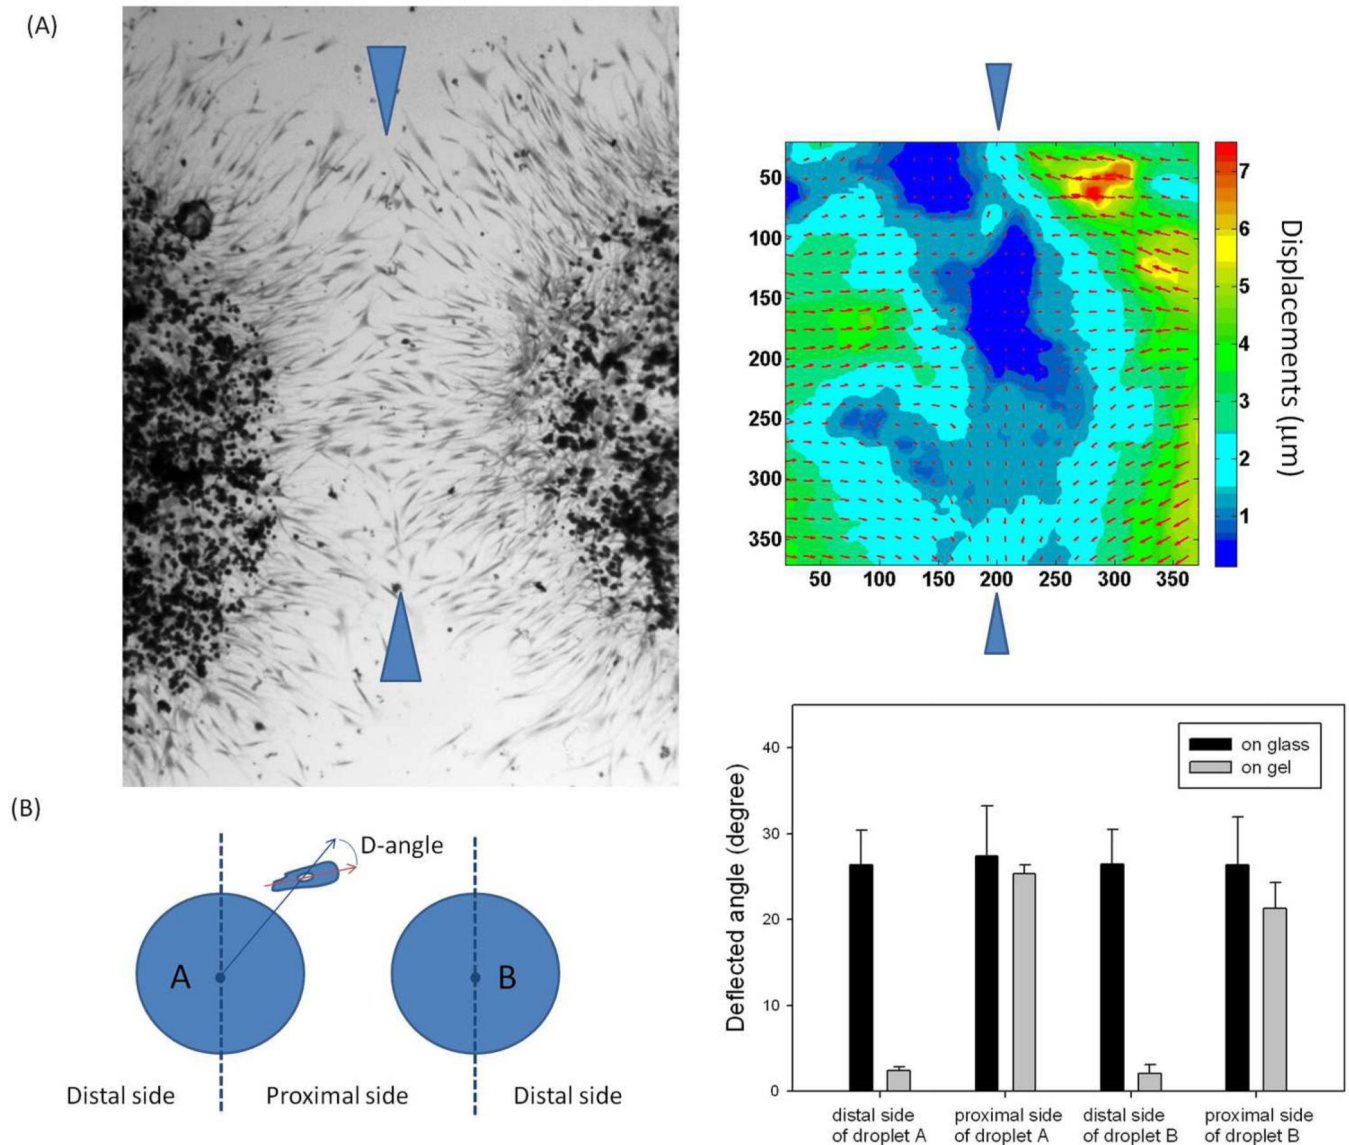 (A)
50
100
150
200
250
300
350
50 100 150 200 250 300 350
7
6
5
4
3
2
1
Displacements (μm)
(B)
D-angle
A
B
Distal side
Proximal side
Distal side
Deflected angle (degree)
40
30
20
10
0
on glass
on gel
distal side
of droplet A
proximal side
of droplet A
distal side
of droplet B
proximal side
of droplet B